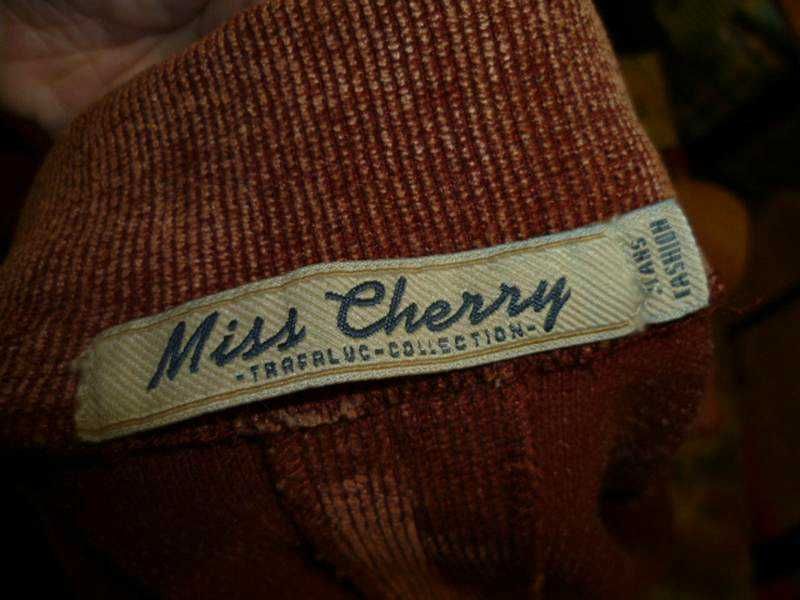 Miss Cherry
-TRAFALUC-COLLECTION-
JEANS
FASHION